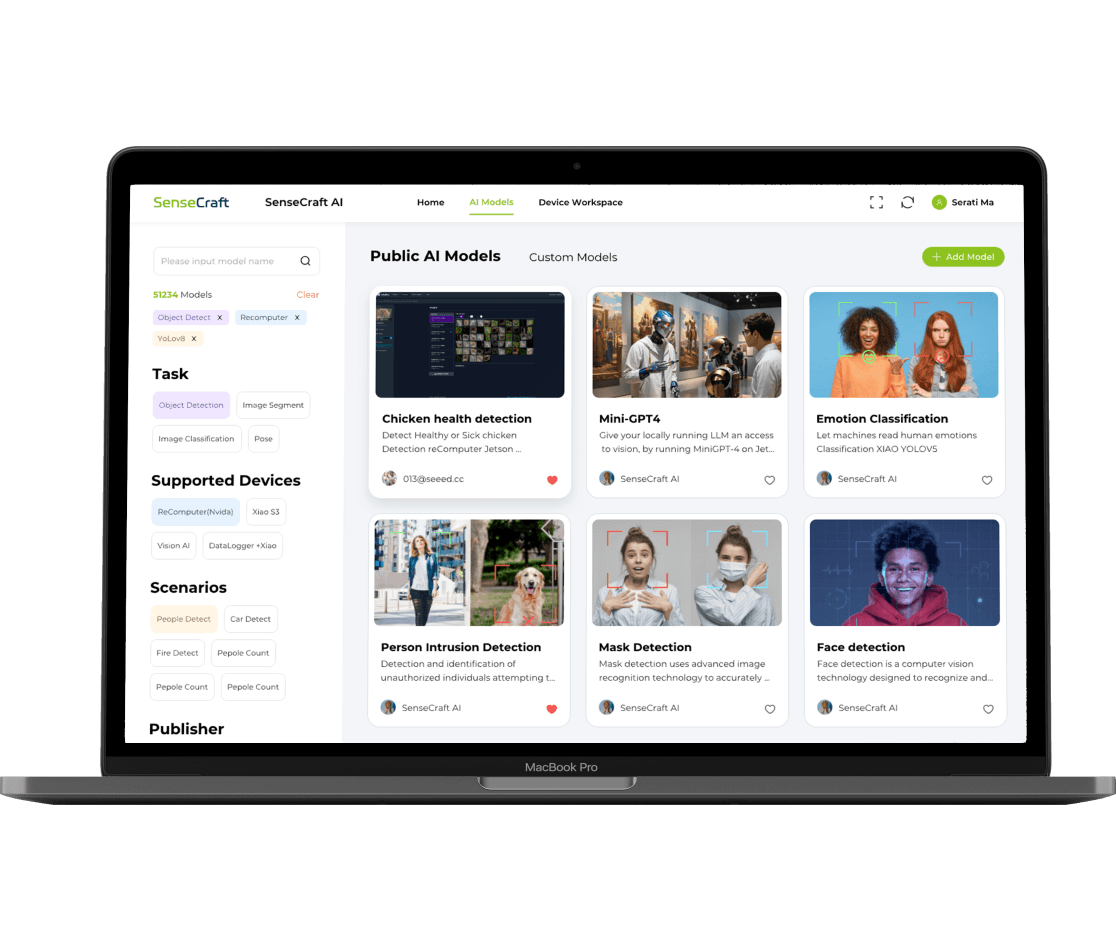 SenseCraft
SenseCraft AI
Home
AI Models
Device Workspace
Serati Ma
Please input model name
51234 Models
Clear
Object Detect X
Recomputer X
YoLov8 X
Task
Object Detection
Image Segment
Image Classification
Pose
Supported Devices
ReComputer(Nvida)
Xiao S3
Vision AI
DataLogger +Xiao
Scenarios
People Detect
Car Detect
Fire Detect
Pepole Count
Pepole Count
Pepole Count
Publisher
Public AI Models
Custom Models
+ Add Model
Chicken health detection
Detect Healthy or Sick chicken
Detection reComputer Jetson ...
013@seeed.cc
Mini-GPT4
Give your locally running LLM an access
to vision, by running MiniGPT-4 on Jet...
SenseCraft AI
Emotion Classification
Let machines read human emotions
Classification XIAO YOLOV5
SenseCraft AI
Person Intrusion Detection
Detection and identification of
unauthorized individuals attempting t...
SenseCraft AI
Mask Detection
Mask detection uses advanced image
recognition technology to accurately ...
SenseCraft AI
Face detection
Face detection is a computer vision
technology designed to recognize and...
SenseCraft AI
MacBook Pro